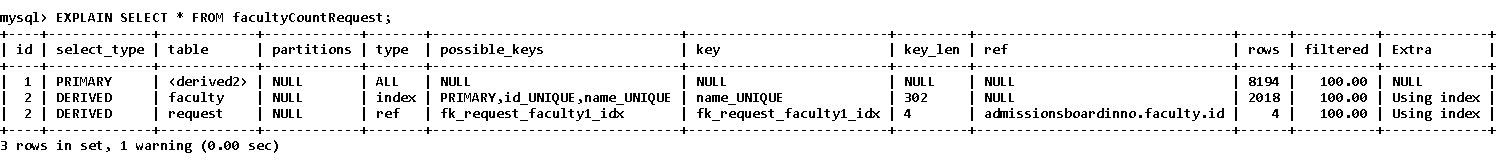 mysql> EXPLAIN SELECT * FROM facultyCountRequest;
+----+-------------+------------+------------+-------+--------------------------------+-------------------------+---------+------------------------------+------+----------+-------------+
| id | select_type | table | partitions | type | possible_keys | key | key_len | ref | rows | filtered | Extra |
+----+-------------+------------+------------+-------+--------------------------------+-------------------------+---------+------------------------------+------+----------+-------------+
| 1 | PRIMARY | <derived2> | NULL | ALL | NULL | NULL | NULL | NULL | 8194 | 100.00 | NULL |
| 2 | DERIVED | faculty | NULL | index | PRIMARY,id_UNIQUE,name_UNIQUE | name_UNIQUE | 302 | NULL | 2018 | 100.00 | Using index |
| 2 | DERIVED | request | NULL | ref | fk_request_faculty1_idx | fk_request_faculty1_idx | 4 | admissionsboardinno.faculty.id | 4 | 100.00 | Using index |
+----+-------------+------------+------------+-------+--------------------------------+-------------------------+---------+------------------------------+------+----------+-------------+
3 rows in set, 1 warning (0.00 sec)